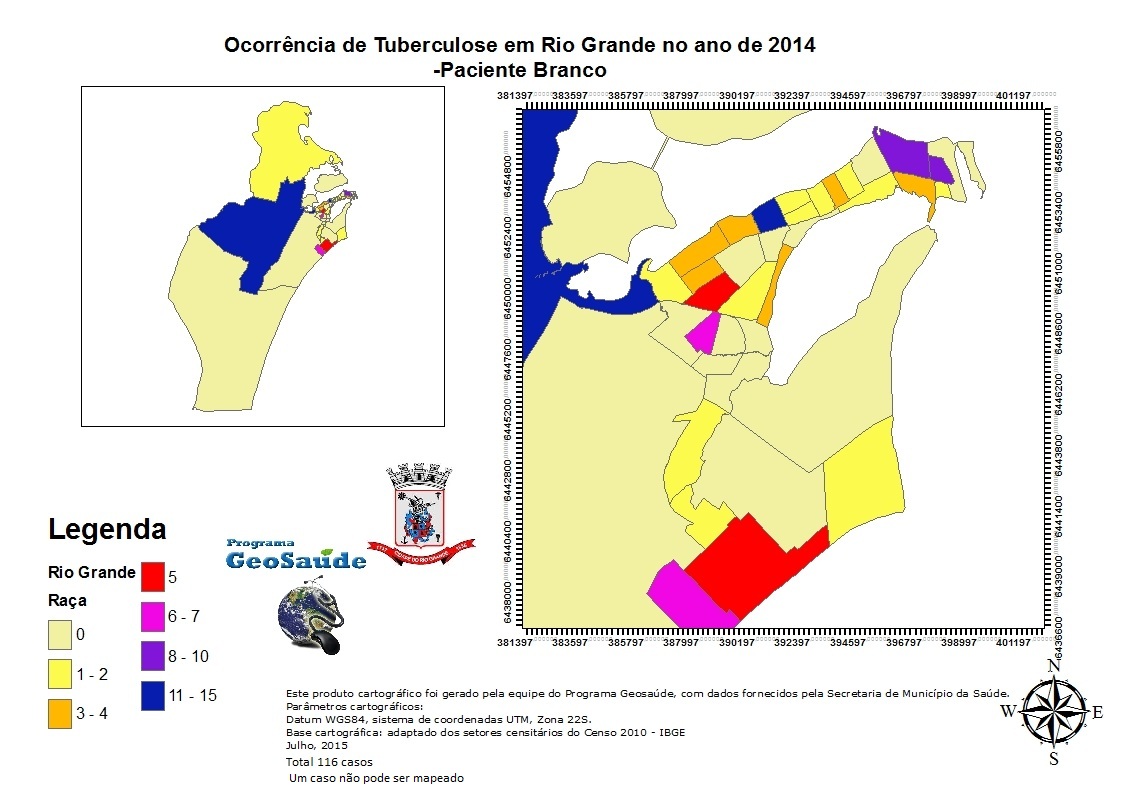 Ocorrência de Tuberculose em Rio Grande no ano de 2014
-Paciente Branco
381397 383597 385797 387997 390197 392397 394597 396797 398997 401197
6454800
6452400
6450000
6447600
6445200
6442800
6440400
6438000
6455800
6453400
6451000
6448600
6446200
6443800
6441400
6439000
6436600
381397 383597 385797 387997 390197 392397 394597 396797 398997 401197
Legenda
Rio Grande
Raça
0
1 - 2
3 - 4
5
6 - 7
8 - 10
11 - 15
Programa
GeoSaúde
1737 CIDADE DO RIO GRANDE
Este produto cartográfico foi gerado pela equipe do Programa Geosaúde, com dados fornecidos pela Secretaria de Município da Saúde.
Parâmetros cartográficos:
Datum WGS84, sistema de coordenadas UTM, Zona 22S.
Base cartográfica: adaptado dos setores censitários do Censo 2010 - IBGE
Julho, 2015
Total 116 casos
Um caso não pode ser mapeado
N
W E
S